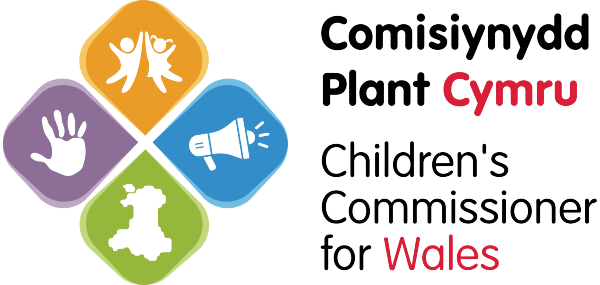 Comisiynydd
Plant Cymru
Children's
Commissioner
for Wales